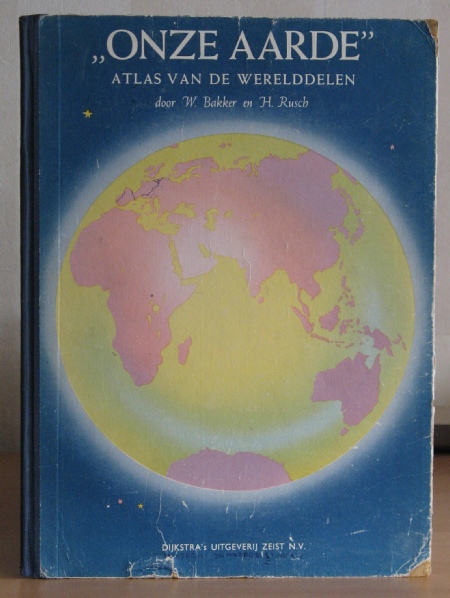 „ONZE AARDE”
ATLAS VAN DE WERELDDELEN
door W. Bakker en H. Rusch
DIJKSTRA's UITGEVERIJ ZEIST N.V.